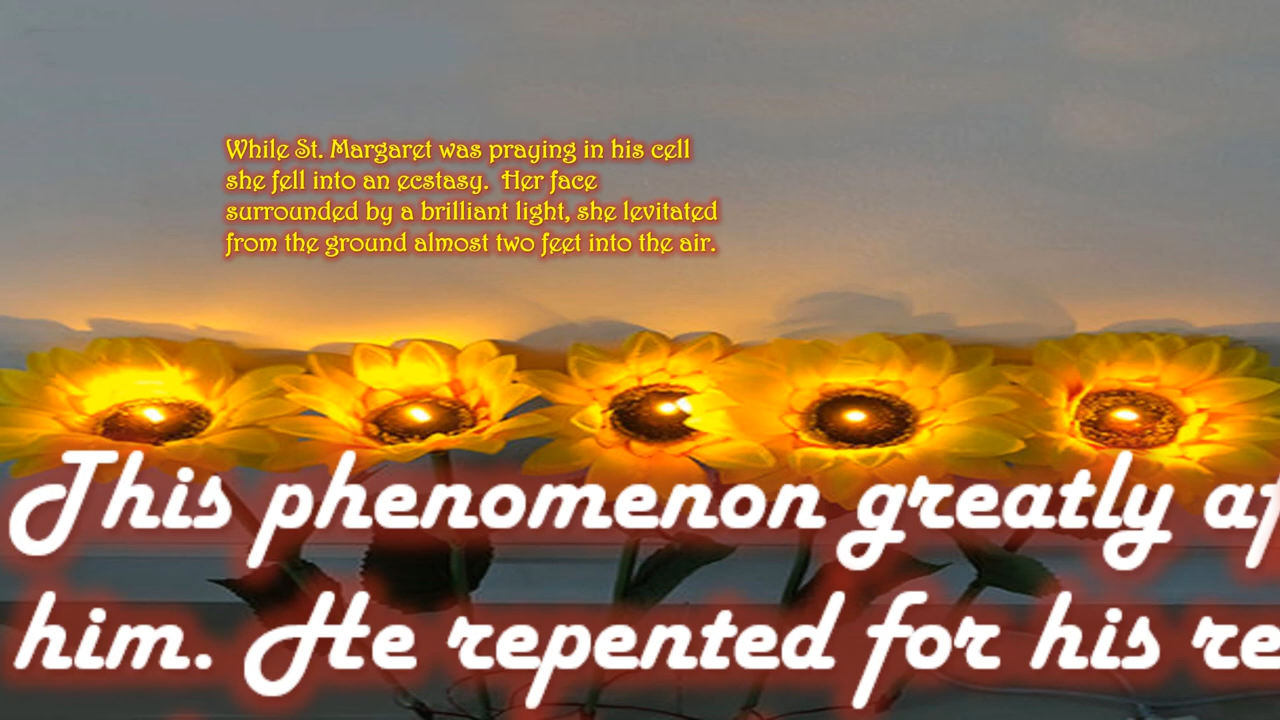 While St. Margaret was praying in his cell
she fell into an ecstasy. Her face
surrounded by a brilliant light, she levitated
from the ground almost two feet into the air.
This phenomenon greatly
him. He repented for his